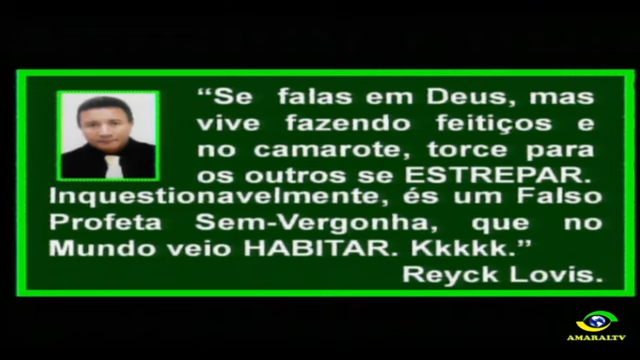 “Se falas em Deus, mas
vive fazendo feitiços e
no camarote, torce para
os outros se ESTREPAR.
Inquestionavelmente, és um Falso
Profeta Sem-Vergonha, que no
Mundo veio HABITAR. Kkkkk.”
Reyck Lovis.
AMARALTV